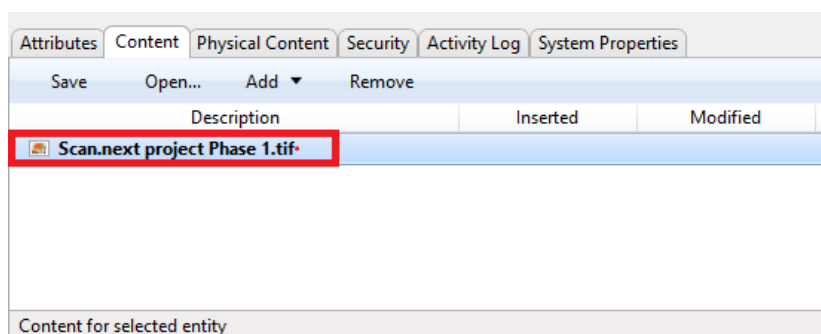 Attributes Content Physical Content Security Activity Log System Properties
Save Open... Add Remove
Description Inserted Modified
Scan.next project Phase 1.tif
Content for selected entity